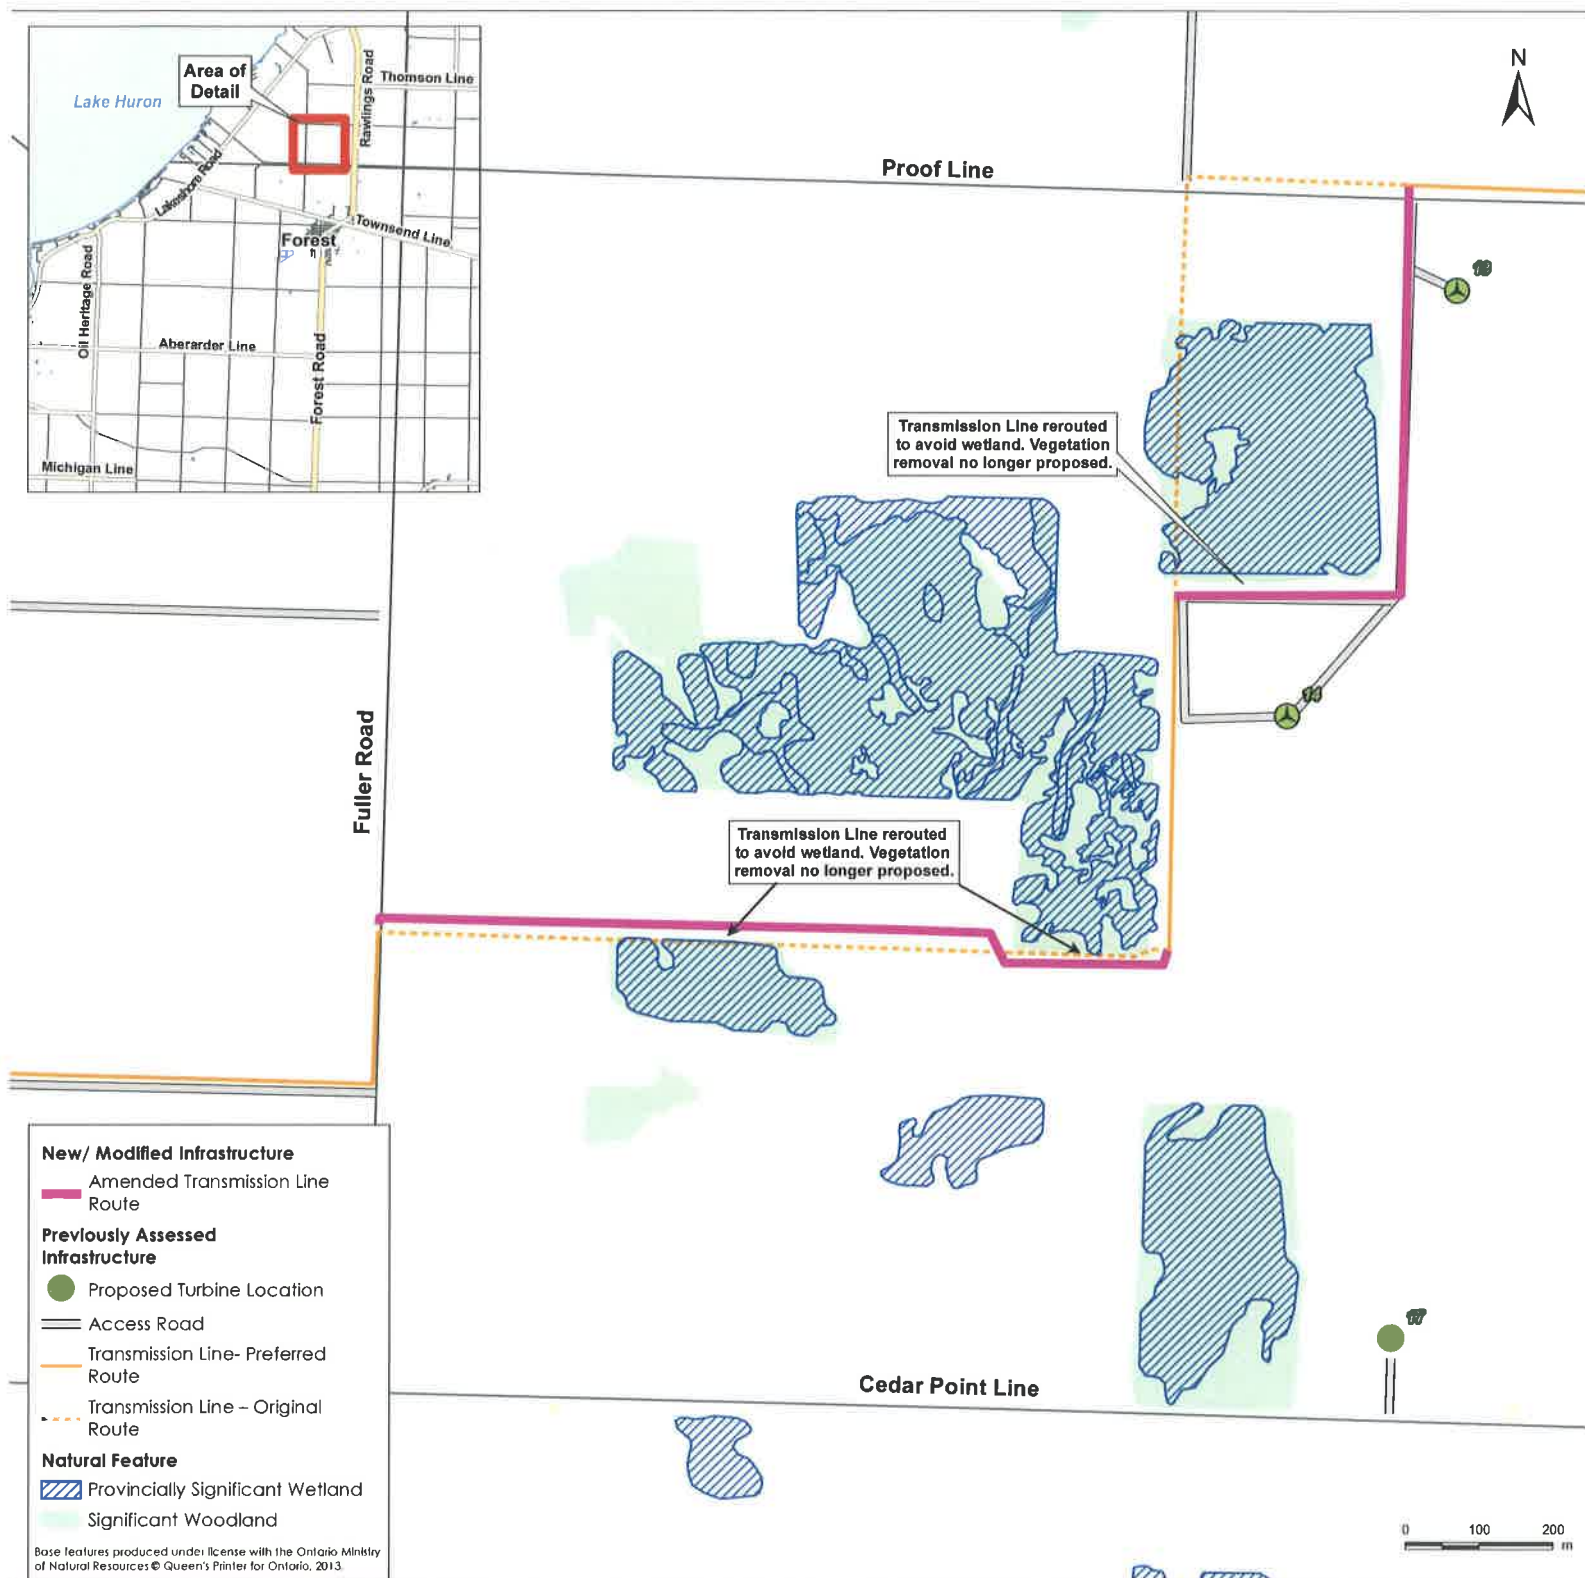 Area of
Detail
Lake Huron
Thomson Line
Rawlings Road
Lakeshore Road
Townsend Line
Forest
Oil Heritage Road
Aberarder Line
Forest Road
Michigan Line
N
Proof Line
Transmission Line rerouted
to avoid wetland. Vegetation
removal no longer proposed.
Fuller Road
Transmission Line rerouted
to avoid wetland. Vegetation
removal no longer proposed.
New/ Modified Infrastructure
Amended Transmission Line
Route
Previously Assessed
Infrastructure
Proposed Turbine Location
Access Road
Transmission Line- Preferred
Route
Transmission Line – Original
Route
Natural Feature
Provincially Significant Wetland
Significant Woodland
Base features produced under license with the Ontario Ministry
of Natural Resources © Queen's Printer for Ontario, 2013.
17
Cedar Point Line
0 100 200
m